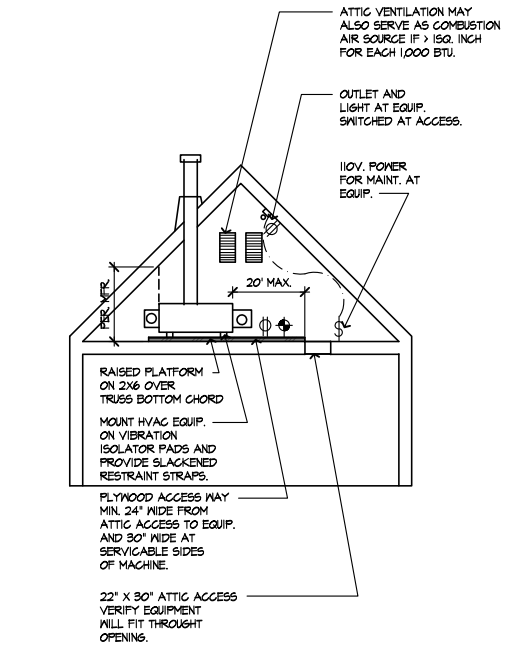 ATTIC VENTILATION MAY
ALSO SERVE AS COMBUSTION
AIR SOURCE IF > 1SQ. INCH
FOR EACH 1,000 BTU.
OUTLET AND
LIGHT AT EQUIP.
SWITCHED AT ACCESS.
110V. POWER
FOR MAINT. AT
EQUIP.
20' MAX.
PER MFR.
S
RAISED PLATFORM
ON 2X6 OVER
TRUSS BOTTOM CHORD
MOUNT HVAC EQUIP.
ON VIBRATION
ISOLATOR PADS AND
PROVIDE SLACKENED
RESTRAINT STRAPS.
PLYWOOD ACCESS WAY
MIN. 24" WIDE FROM
ATTIC ACCESS TO EQUIP.
AND 30" WIDE AT
SERVICABLE SIDES
OF MACHINE.
22" X 30" ATTIC ACCESS
VERIFY EQUIPMENT
WILL FIT THROUGHT
OPENING.